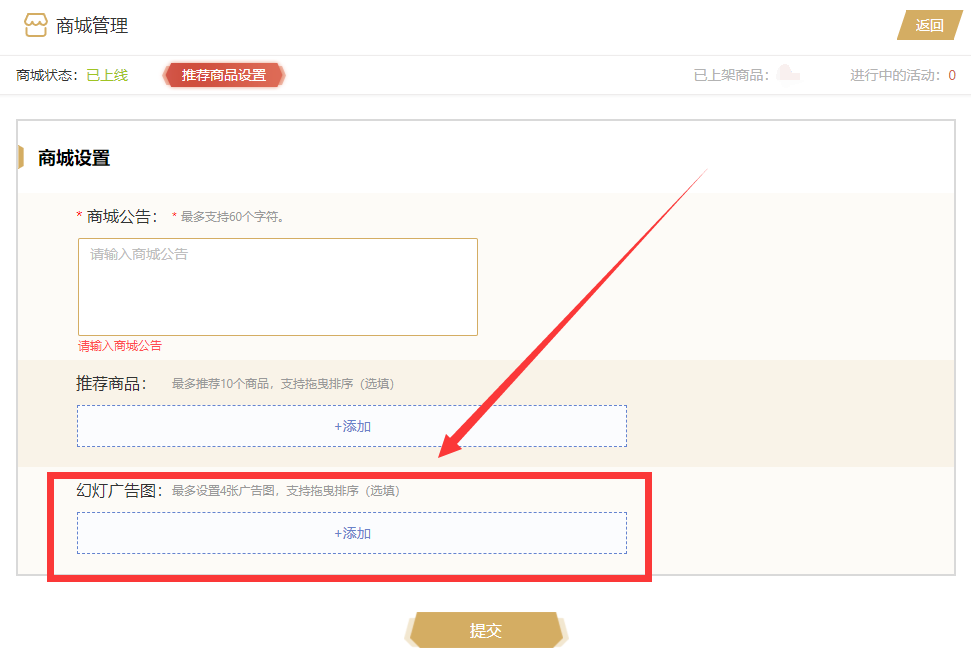 商城管理
返回
商城状态：已上线
推荐商品设置
已上架商品：
进行中的活动：0
商城设置
* 商城公告： * 最多支持60个字符。
请输入商城公告
请输入商城公告
推荐商品： 最多推荐10个商品，支持拖曳排序（选填）
+添加
幻灯广告图： 最多设置4张广告图，支持拖曳排序（选填）
+添加
提交